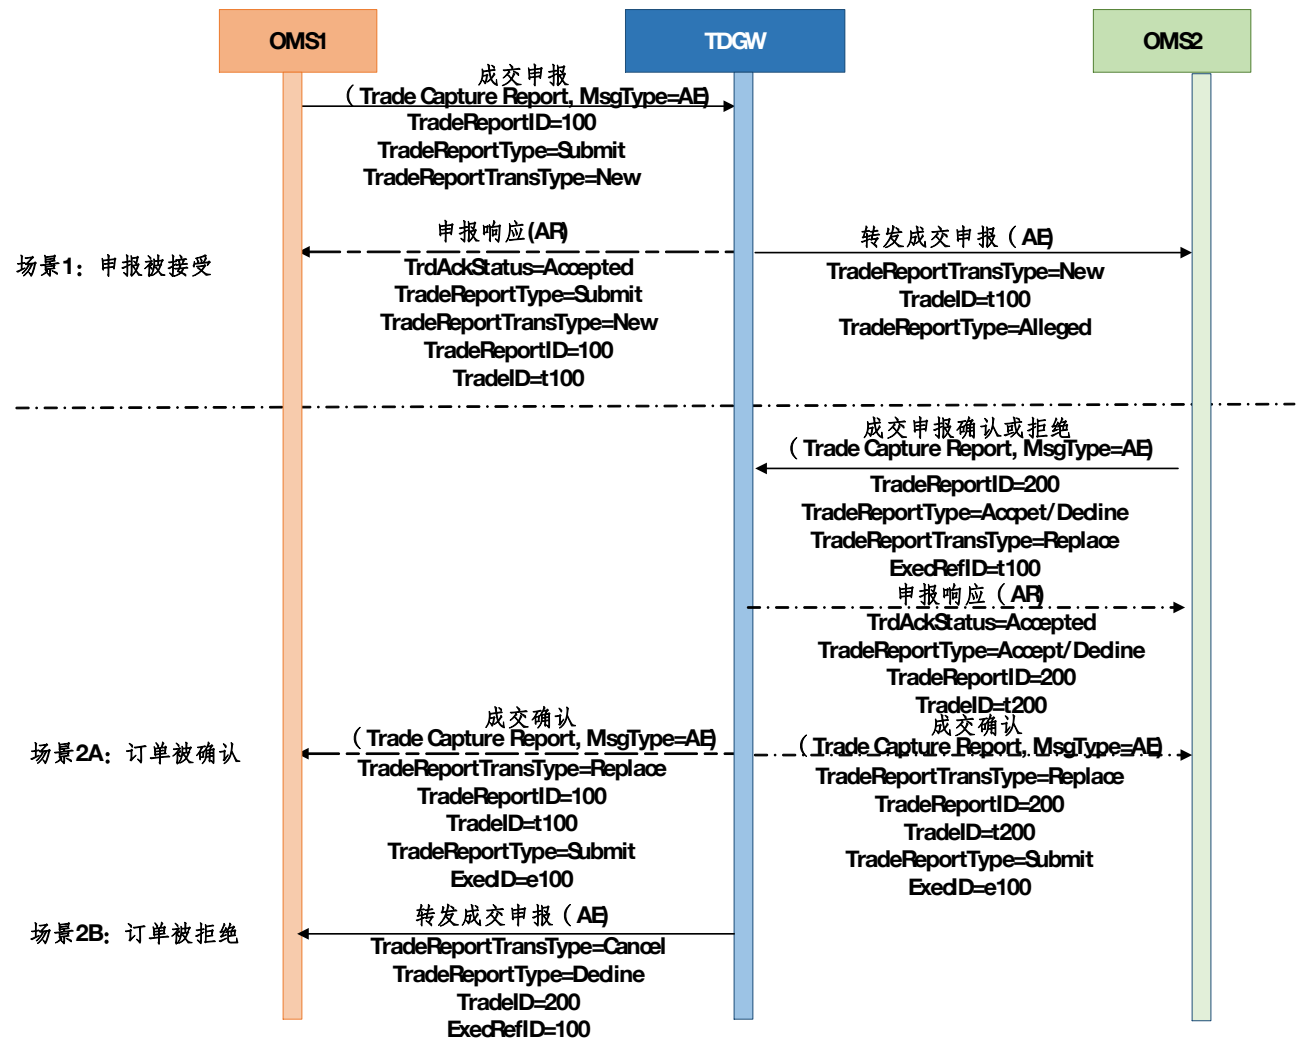 OMS1
TDGW
OMS2
成交申报
（Trade Capture Report, MsgType=AE)
TradeReportID=100
TradeReportType=Submit
TradeReportTransType=New
场景1：申报被接受
申报响应(AR)
TrdAckStatus=Accepted
TradeReportType=Submit
TradeReportTransType=New
TradeReportID=100
TradeID=t100
转发成交申报（AE)
TradeReportTransType=New
TradeID=t100
TradeReportType=Alleged
成交申报确认或拒绝
（Trade Capture Report, MsgType=AE)
TradeReportID=200
TradeReportType=Accpet/Decline
TradeReportTransType=Replace
ExecRefID=t100
申报响应（AR)
TrdAckStatus=Accepted
TradeReportType=Accept/Decline
TradeReportID=200
TradeID=t200
场景2A：订单被确认
成交确认
（Trade Capture Report, MsgType=AE)
TradeReportTransType=Replace
TradeReportID=100
TradeID=t100
TradeReportType=Submit
ExecID=e100
成交确认
（Trade Capture Report, MsgType=AE)
TradeReportTransType=Replace
TradeReportID=200
TradeID=t200
TradeReportType=Submit
ExecID=e100
场景2B：订单被拒绝
转发成交申报（AE)
TradeReportTransType=Cancel
TradeReportType=Decline
TradeID=200
ExecRefID=100